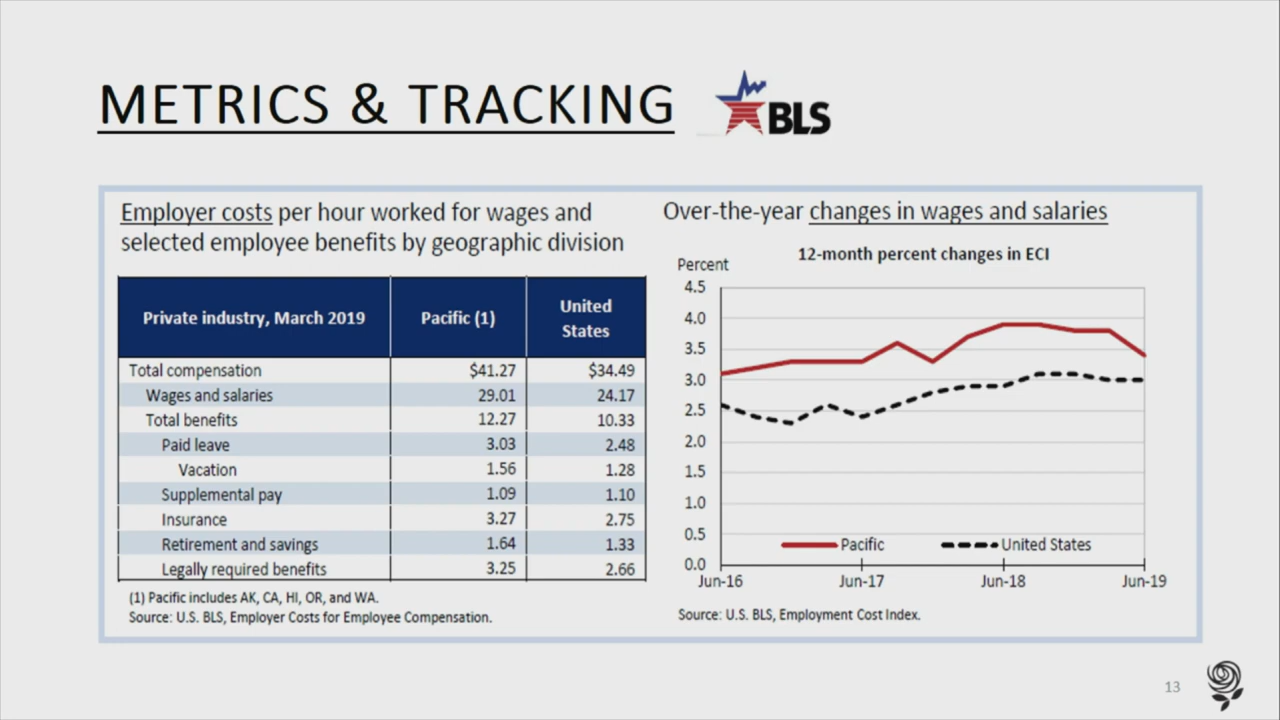 METRICS & TRACKING
BLS
Employer costs per hour worked for wages and
selected employee benefits by geographic division
Private industry, March 2019 Pacific (1) United States
Total compensation $41.27 $34.49
Wages and salaries 29.01 24.17
Total benefits 12.27 10.33
Paid leave 3.03 2.48
Vacation 1.56 1.28
Supplemental pay 1.09 1.10
Insurance 3.27 2.75
Retirement and savings 1.64 1.33
Legally required benefits 3.25 2.66
(1) Pacific includes AK, CA, HI, OR, and WA.
Source: U.S. BLS, Employer Costs for Employee Compensation.
Over-the-year changes in wages and salaries
12-month percent changes in ECI
Percent
4.5
4.0
3.5
3.0
2.5
2.0
1.5
1.0
0.5
0.0
Pacific United States
Jun-16 Jun-17 Jun-18 Jun-19
Source: U.S. BLS, Employment Cost Index.
13